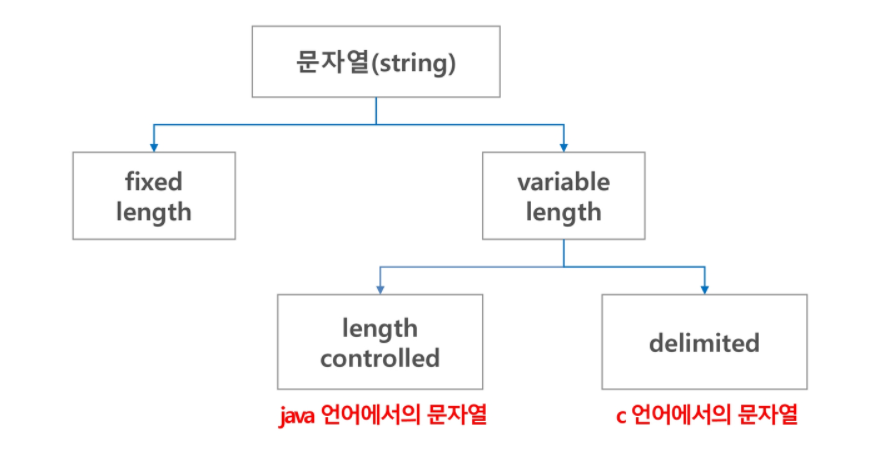 문자열(string)
fixed
length
variable
length
length
controlled
delimited
java 언어에서의 문자열
c 언어에서의 문자열